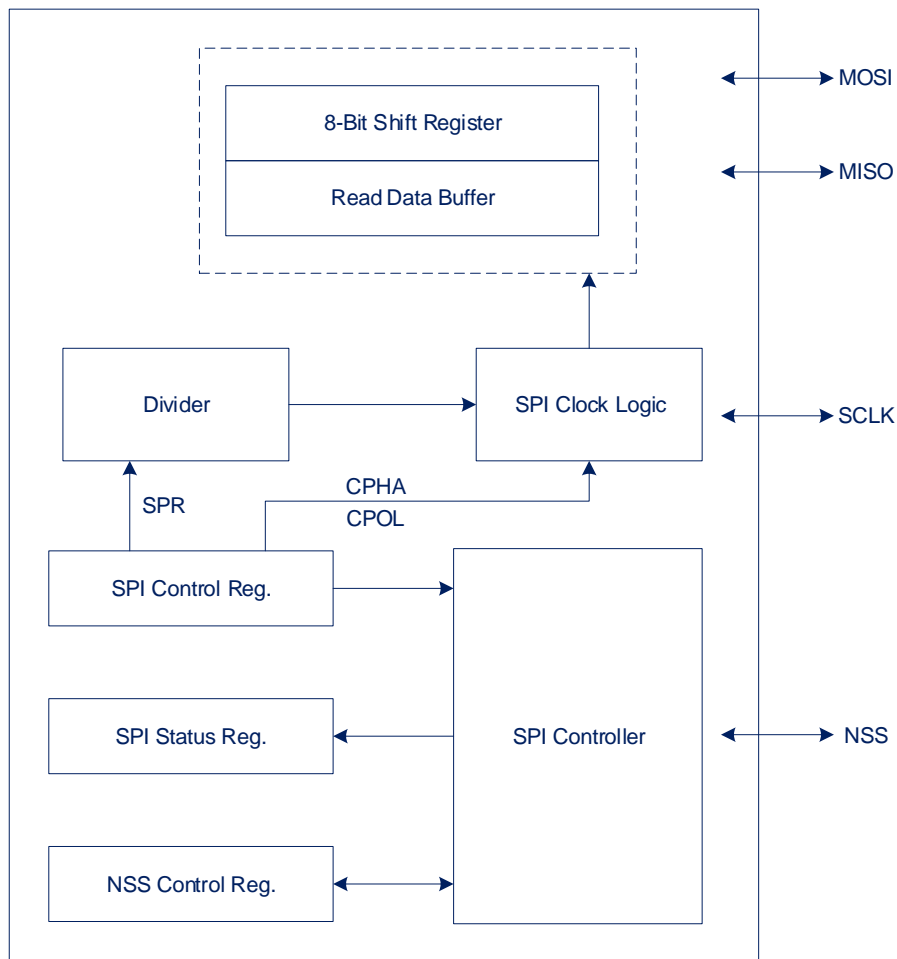 8-Bit Shift Register
Read Data Buffer
MOSI
MISO
Divider
SPI Clock Logic
SCLK
SPR
CPHA
CPOL
SPI Control Reg.
SPI Status Reg.
SPI Controller
NSS
NSS Control Reg.